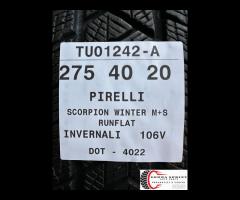 TU01242-A
275 40 20
PIRELLI
SCORPION WINTER M+S
RUNFLAT
INVERNALI 106V
DOT - 4022